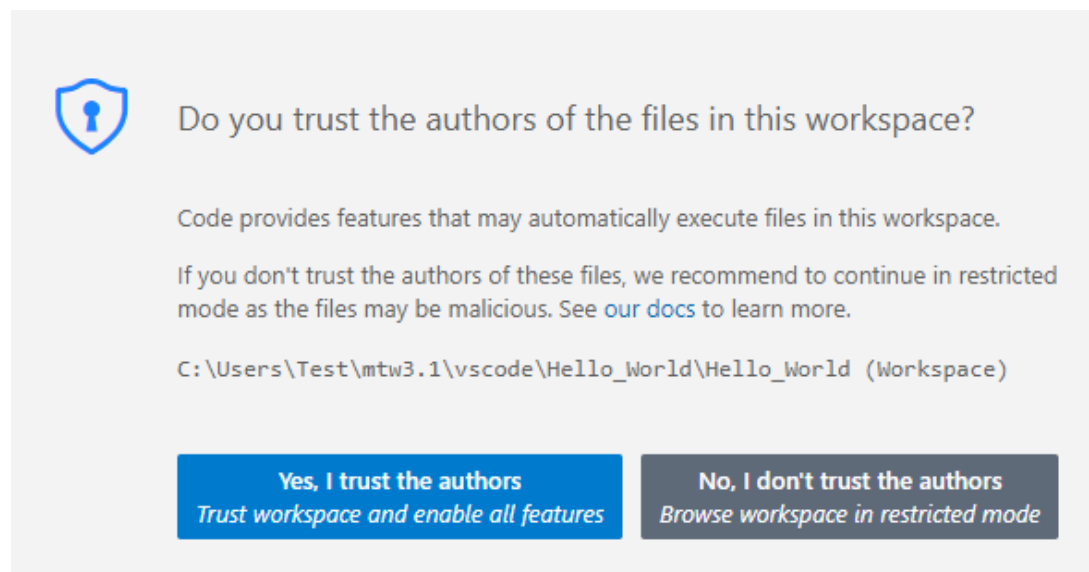 Do you trust the authors of the files in this workspace?
Code provides features that may automatically execute files in this workspace.
If you don't trust the authors of these files, we recommend to continue in restricted
mode as the files may be malicious. See our docs to learn more.
C:\Users\Test\mtw3.1\vscode\Hello_World\Hello_World (Workspace)
Yes, I trust the authors
Trust workspace and enable all features
No, I don't trust the authors
Browse workspace in restricted mode